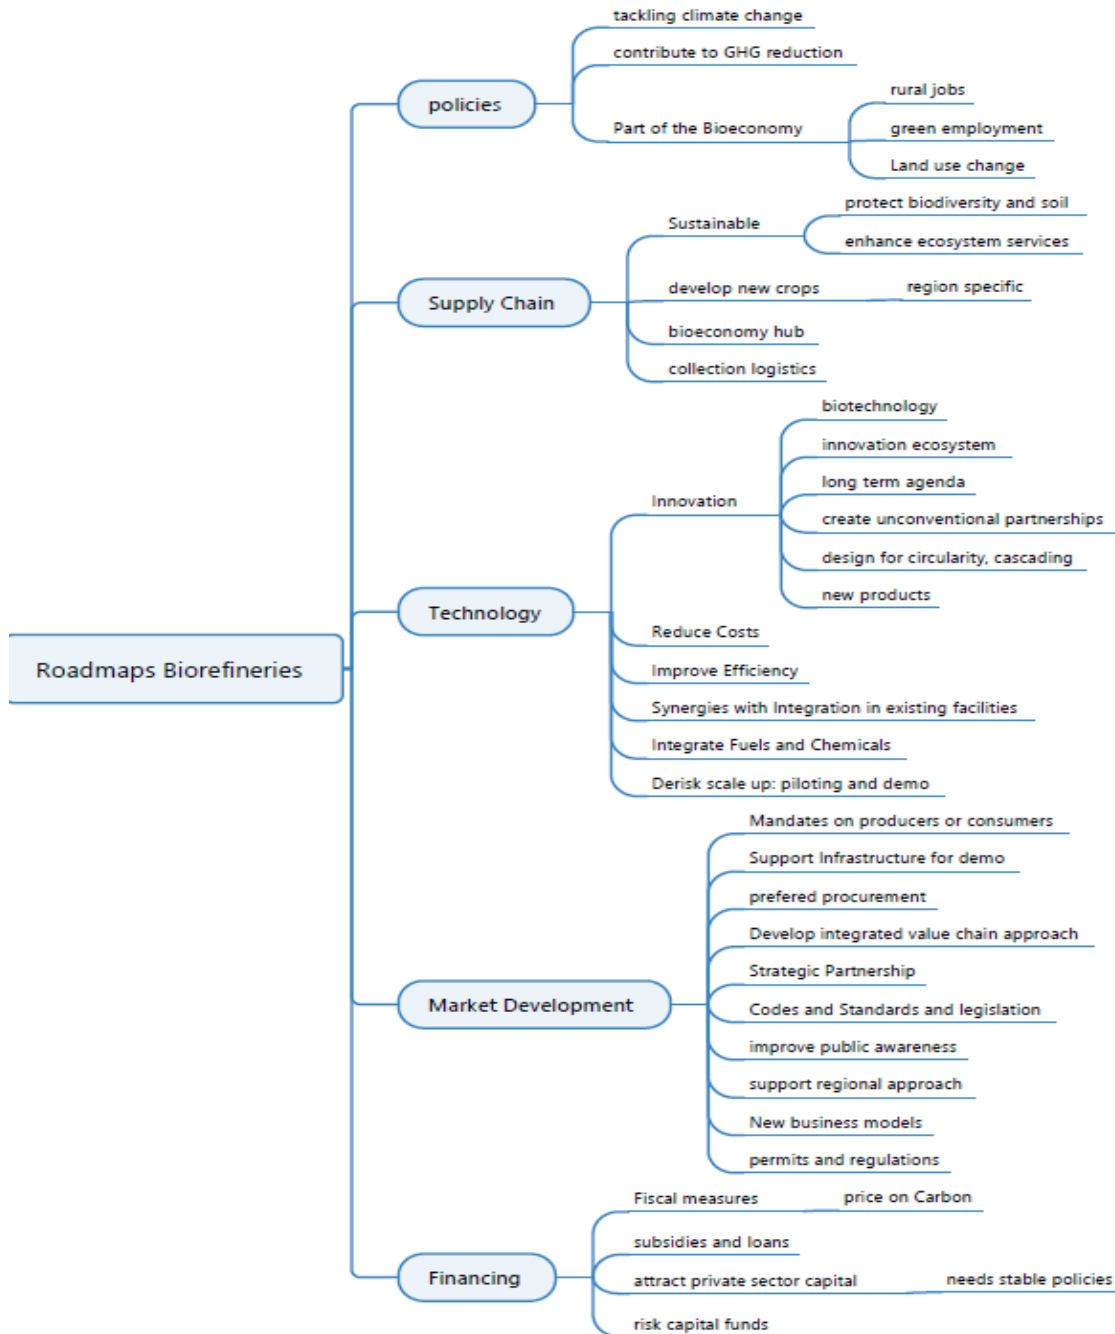 Roadmaps Biorefineries
policies
tackling climate change
contribute to GHG reduction
Part of the Bioeconomy
rural jobs
green employment
Land use change
Supply Chain
Sustainable
protect biodiversity and soil
enhance ecosystem services
develop new crops
region specific
bioeconomy hub
collection logistics
Technology
Innovation
biotechnology
innovation ecosystem
long term agenda
create unconventional partnerships
design for circularity, cascading
new products
Reduce Costs
Improve Efficiency
Synergies with Integration in existing facilities
Integrate Fuels and Chemicals
Derisk scale up: piloting and demo
Market Development
Mandates on producers or consumers
Support Infrastructure for demo
prefered procurement
Develop integrated value chain approach
Strategic Partnership
Codes and Standards and legislation
improve public awareness
support regional approach
New business models
permits and regulations
Financing
Fiscal measures
price on Carbon
subsidies and loans
attract private sector capital
needs stable policies
risk capital funds